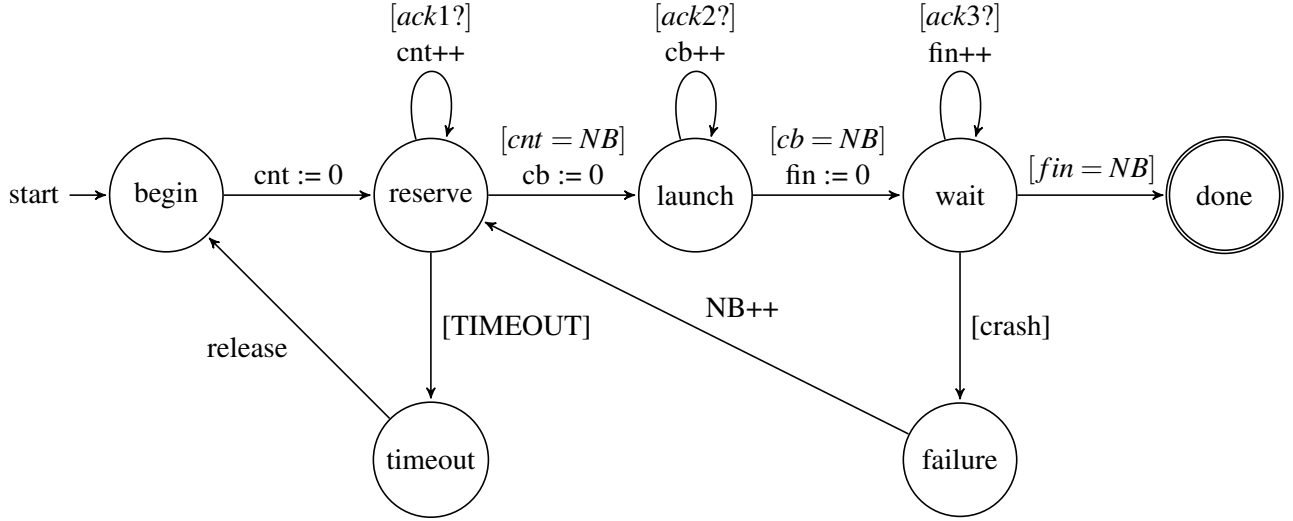 [ack1?]
cnt++
[ack2?]
cb++
[ack3?]
fin++
start
begin
cnt := 0
reserve
[cnt = NB]
cb := 0
launch
[cb = NB]
fin := 0
wait
[fin = NB]
done
release
[TIMEOUT]
NB++
[crash]
timeout
failure